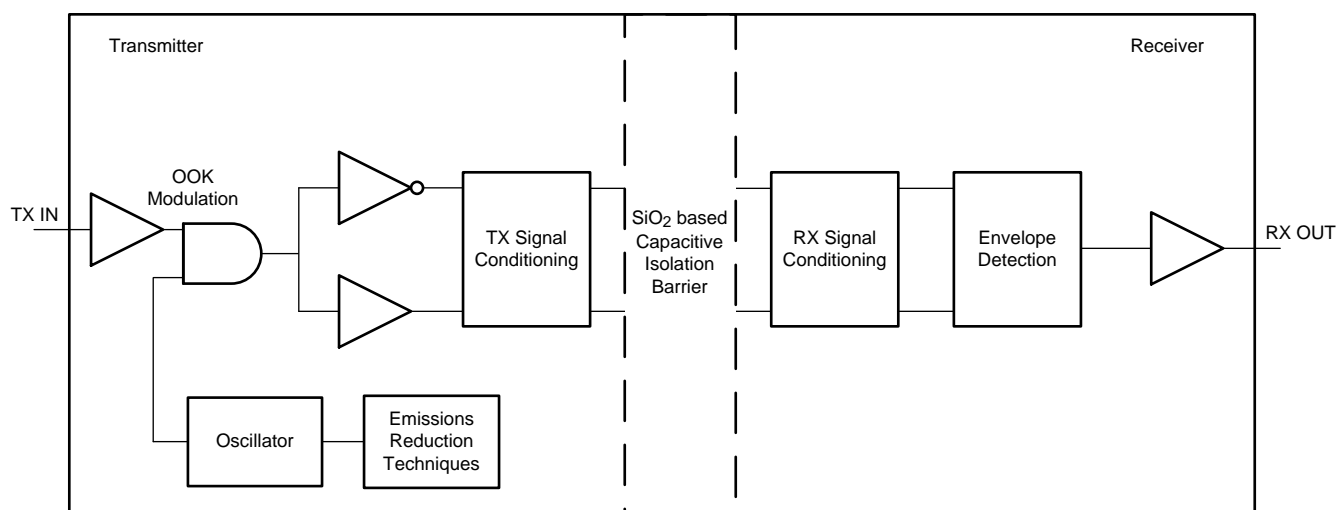 Transmitter
Receiver
OOK
Modulation
TX IN
TX Signal
Conditioning
SiO2 based
Capacitive
Isolation
Barrier
RX Signal
Conditioning
Envelope
Detection
RX OUT
Oscillator
Emissions
Reduction
Techniques